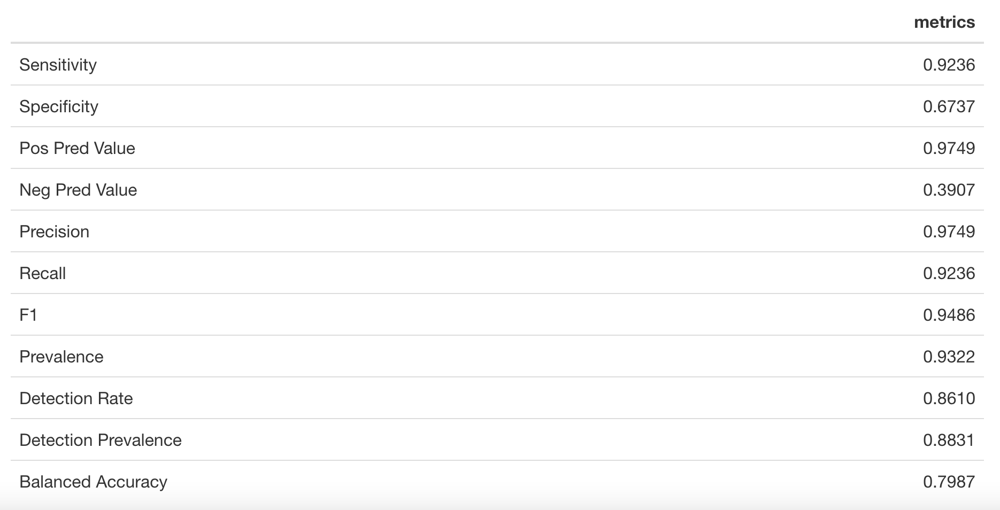 metrics
Sensitivity 0.9236
Specificity 0.6737
Pos Pred Value 0.9749
Neg Pred Value 0.3907
Precision 0.9749
Recall 0.9236
F1 0.9486
Prevalence 0.9322
Detection Rate 0.8610
Detection Prevalence 0.8831
Balanced Accuracy 0.7987